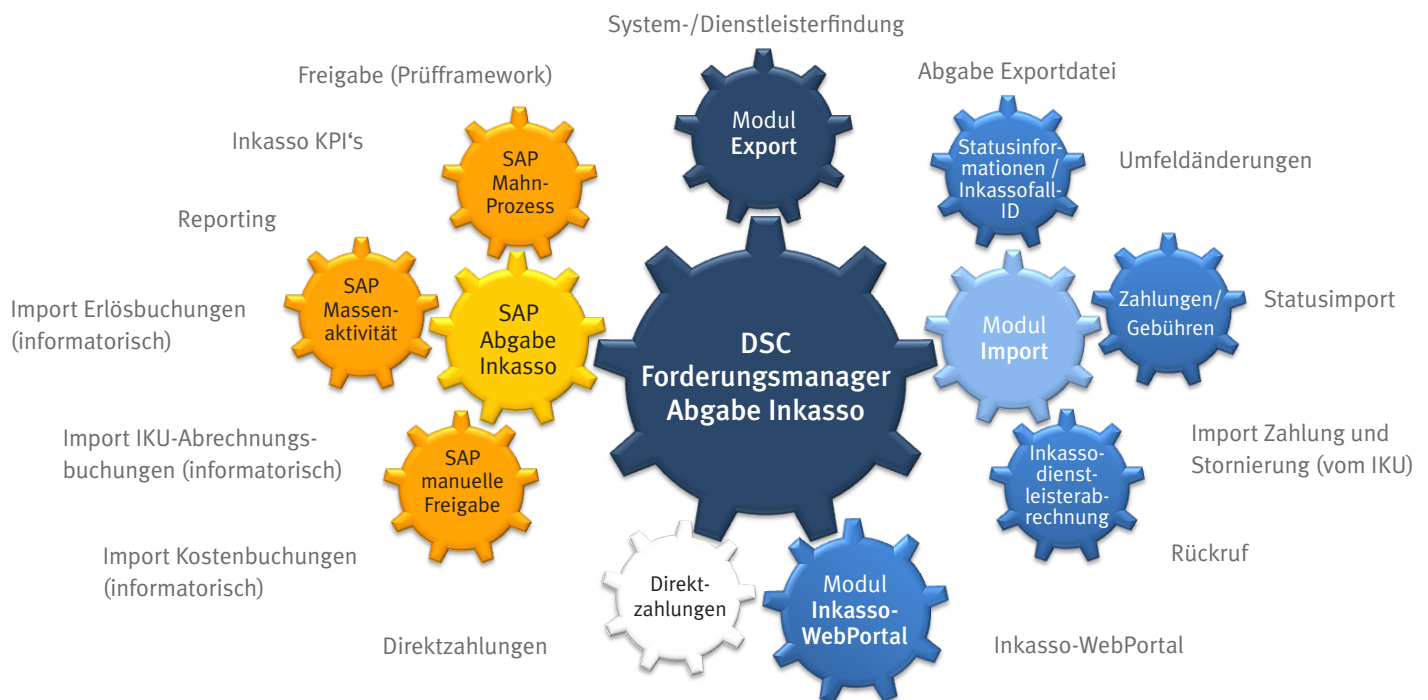 System-/Dienstleisterfindung
Freigabe (Prüfframework)
Abgabe Exportdatei
Inkasso KPI‘s
Umfeldänderungen
Reporting
Statusimport
Import Erlösbuchungen
(informatorisch)
Import IKU-Abrechnungs-
buchungen (informatorisch)
Import Zahlung und
Stornierung (vom IKU)
Import Kostenbuchungen
(informatorisch)
Rückruf
Direktzahlungen
Inkasso-WebPortal
Modul
Export
SAP
Mahn-
Prozess
Statusinfor-
mationen /
Inkassofall-
ID
SAP
Massen-
aktivität
SAP
Abgabe
Inkasso
DSC
Forderungsmanager
Abgabe Inkasso
Modul
Import
Zahlungen/
Gebühren
SAP
manuelle
Freigabe
Inkasso-
dienst-
leisterab-
rechnung
Direkt-
zahlungen
Modul
Inkasso-
WebPortal